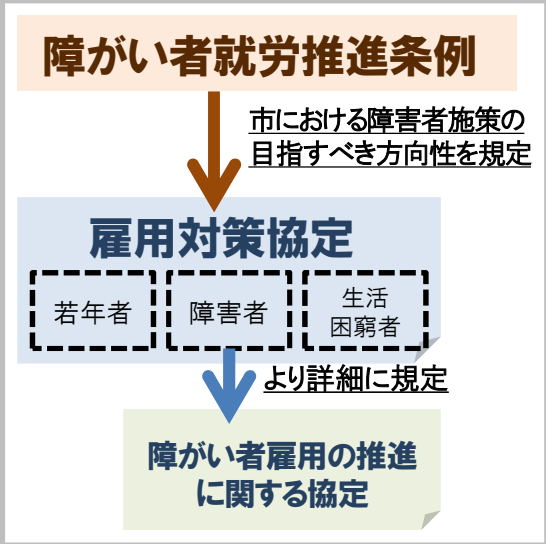 障がい者就労推進条例
市における障害者施策の
目指すべき方向性を規定
雇用対策協定
若年者
障害者
生活
困窮者
より詳細に規定
障がい者雇用の推進
に関する協定